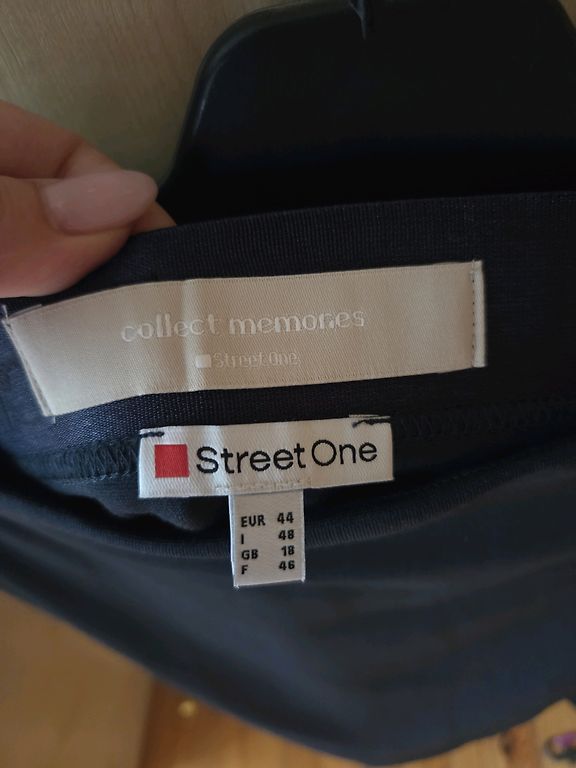 collect memories
Street One
Street One
EUR 44
I 48
GB 18
F 46